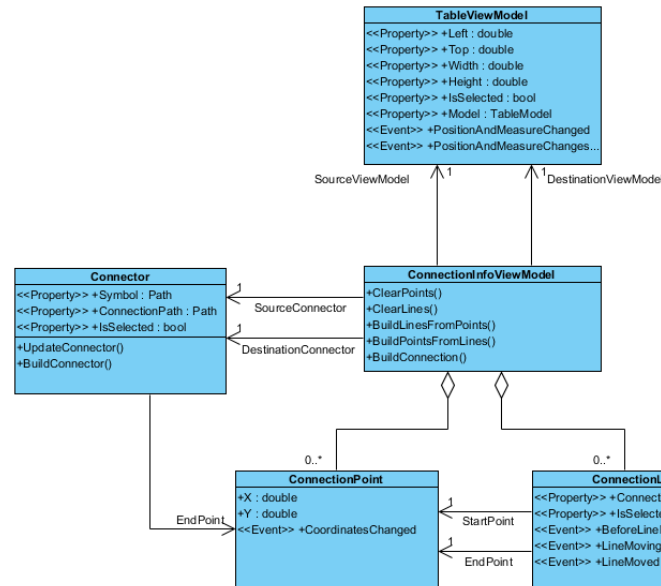 TableViewModel
<<Property>> +Left : double
<<Property>> +Top : double
<<Property>> +Width : double
<<Property>> +Height : double
<<Property>> +IsSelected : bool
<<Property>> +Model : TableModel
<<Event>> +PositionAndMeasureChanged
<<Event>> +PositionAndMeasureChanges...
SourceViewModel
1
1
DestinationViewMode
Connector
<<Property>> +Symbol : Path
<<Property>> +ConnectionPath : Path
<<Property>> +IsSelected : bool
+UpdateConnector()
+BuildConnector()
1
SourceConnector
1
DestinationConnector
ConnectionInfoViewModel
+ClearPoints()
+ClearLines()
+BuildLinesFromPoints()
+BuildPointsFromLines()
+BuildConnection()
0..*
0..*
EndPoint
ConnectionPoint
+X : double
+Y : double
<<Event>> +CoordinatesChanged
1
StartPoint
1
EndPoint
ConnectionL
<<Property>> +Connect
<<Property>> +IsSelecte
<<Event>> +BeforeLine
<<Event>> +LineMoving
<<Event>> +LineMoved